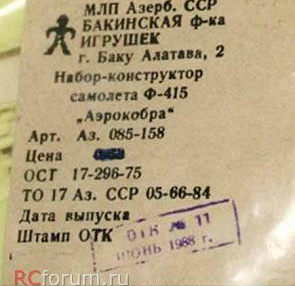 МЛП Азерб. ССР
БАКИНСКАЯ ф-ка
ИГРУШЕК
г. Баку Алатава, 2
Набор-конструктор
самолета Ф-415
„Аэрокобра"
Арт. Аз. 085-158
Цена
ОСТ 17-296-75
ТО 17 Аз. ССР 05-66-84
Дата выпуска
Штамп ОТК
ОТК № 11
ИЮНЬ 1988 г.
RCforum.ru